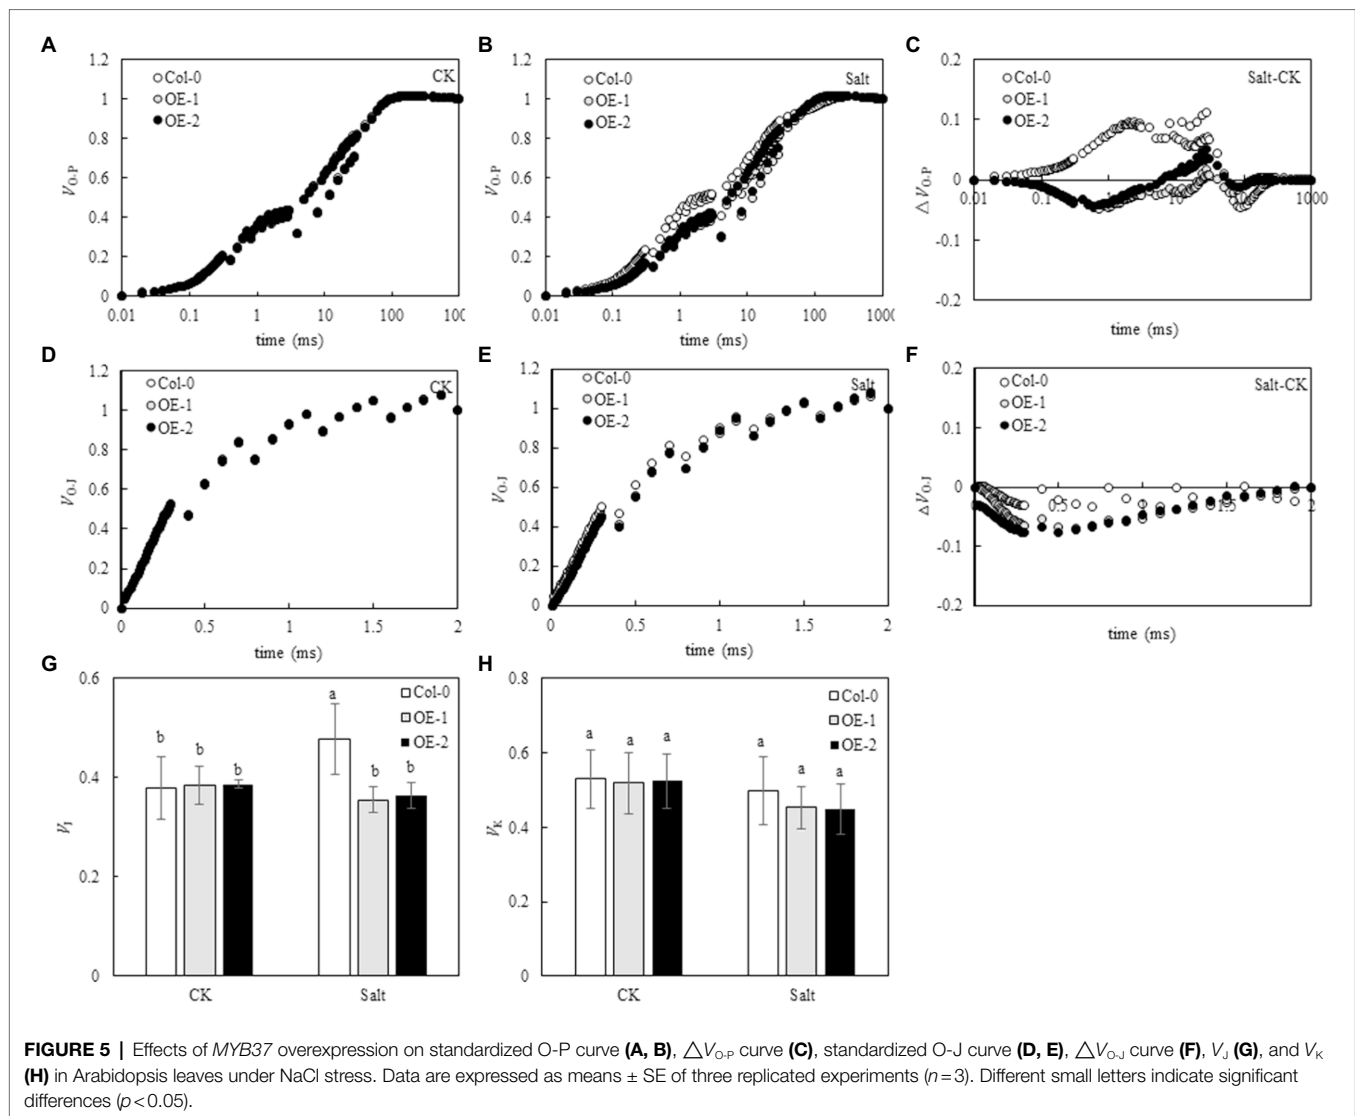 A
B
C
1.2
1
0.8
0.6
0.4
0.2
0
V O-P
Col-0
OE-1
OE-2
CK
0.01
0.1
1
10
100
time (ms)
1.2
1
0.8
0.6
0.4
0.2
0
V O-P
Col-0
OE-1
OE-2
Salt
0.01
0.1
1
10
100
1000
time (ms)
0.2
0.1
0
-0.1
-0.2
△V O-P
Col-0
OE-1
OE-2
Salt-CK
0.01
0.1
1
10
100
1000
time (ms)
D
E
F
1.2
1
0.8
0.6
0.4
0.2
0
V O-J
Col-0
OE-1
OE-2
CK
0
0.5
1
1.5
2
time (ms)
1.2
1
0.8
0.6
0.4
0.2
0
V O-J
Col-0
OE-1
OE-2
Salt
0
0.5
1
1.5
2
time (ms)
0.2
0.1
0
-0.1
-0.2
△V O-J
Col-0
OE-1
OE-2
Salt-CK
0.5
1.5
2
time (ms)
G
H
0.6
0.4
0.2
0
V J
Col-0
OE-1
OE-2
b
b
b
a
b
b
CK
Salt
0.8
0.6
0.4
0.2
0
V K
Col-0
OE-1
OE-2
a
a
a
a
a
a
CK
Salt
FIGURE 5 | Effects of MYB37 overexpression on standardized O-P curve (A, B), △V O-P curve (C), standardized O-J curve (D, E), △V O-J curve (F), V J (G), and V K
(H) in Arabidopsis leaves under NaCl stress. Data are expressed as means ± SE of three replicated experiments (n=3). Different small letters indicate significant
differences (p<0.05).